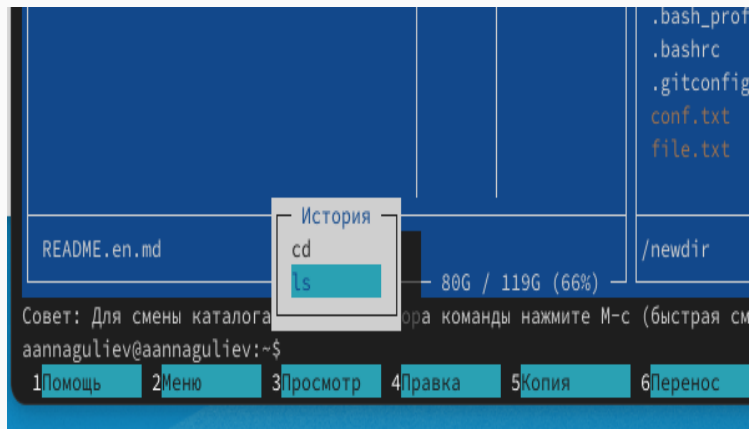 .bash_prof
.bashrc
.gitconfig
conf.txt
file.txt
История
cd
ls
README.en.md
/newdir
80G / 119G (66%)
Совет: Для смены каталога ора команды нажмите M-c (быстрая см
aannaguliev@aannaguliev:~$
1Помощь 2Меню 3Просмотр 4Правка 5Копия 6Перенос